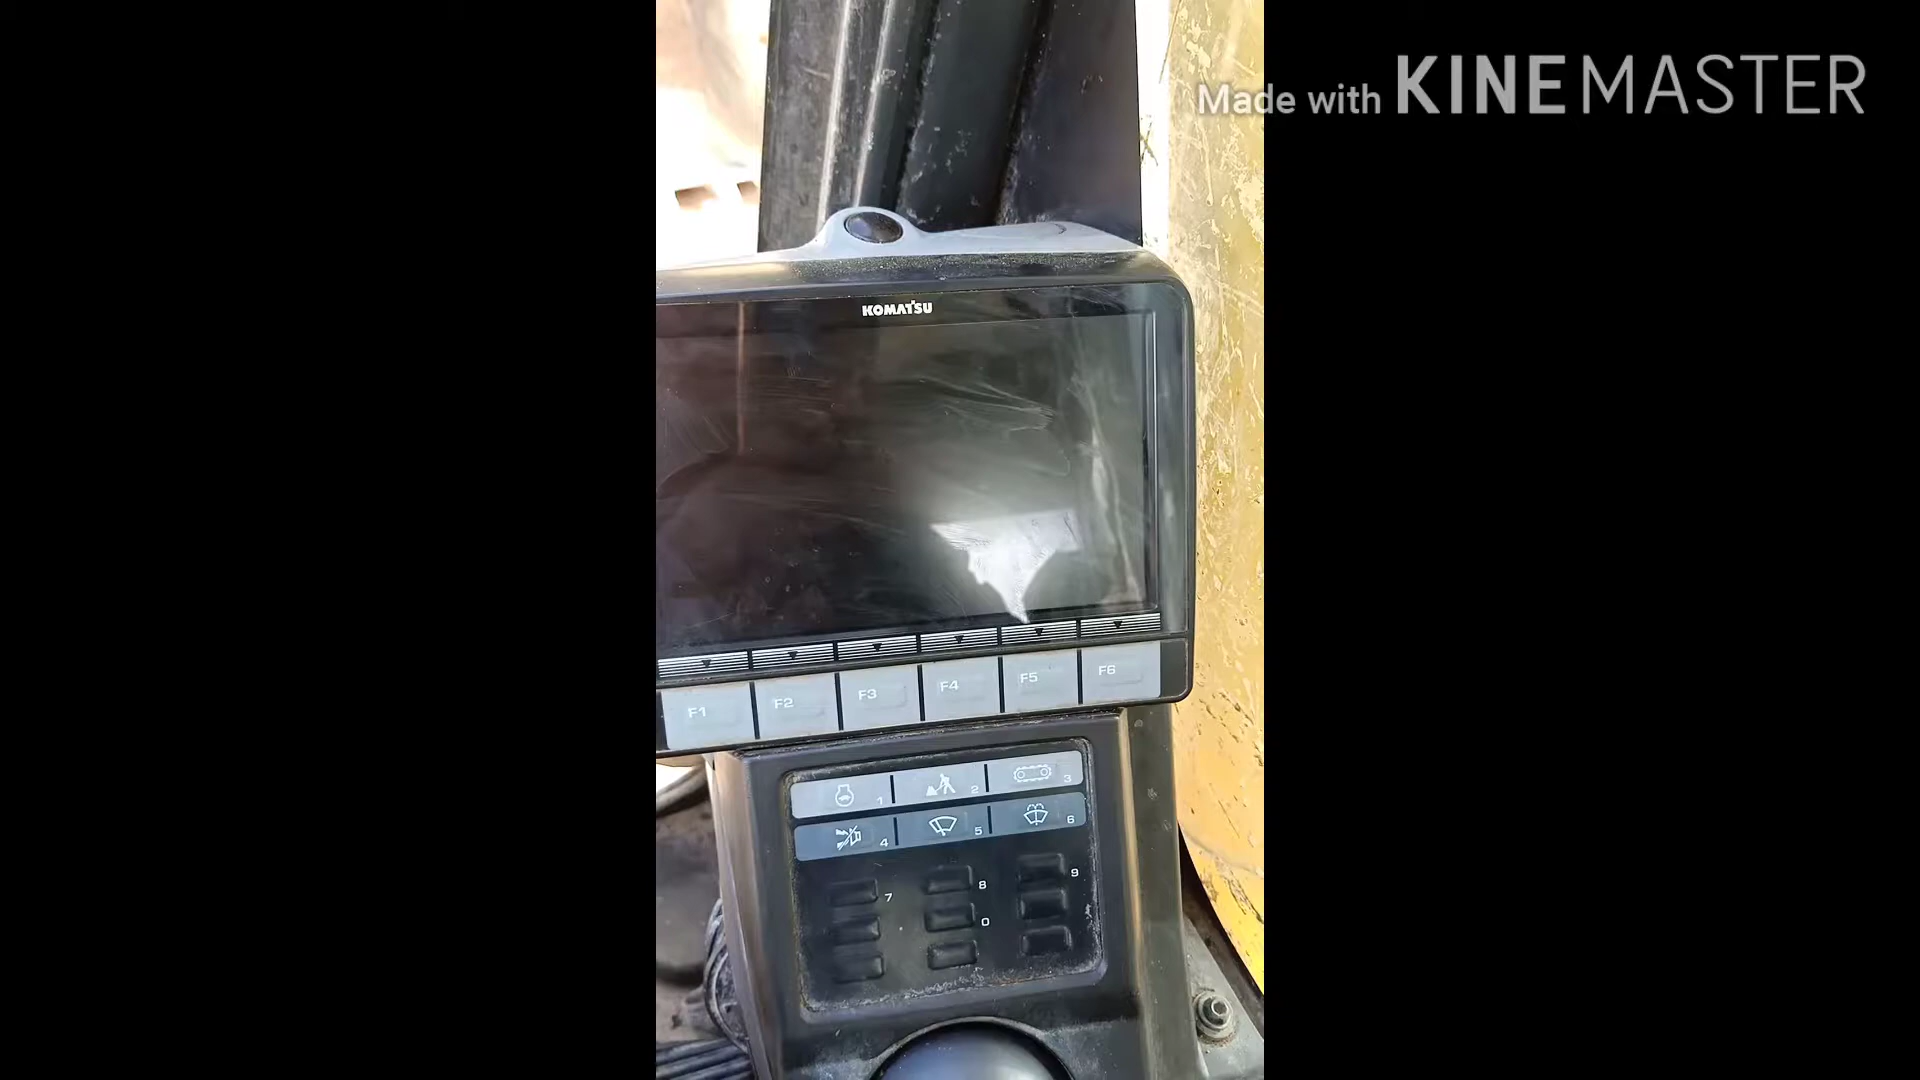 Made with KINEMASTER
KOMATSU
F1 F2 F3 F4 F5 F6
1 2 3
4 5 6
7 8 9
0